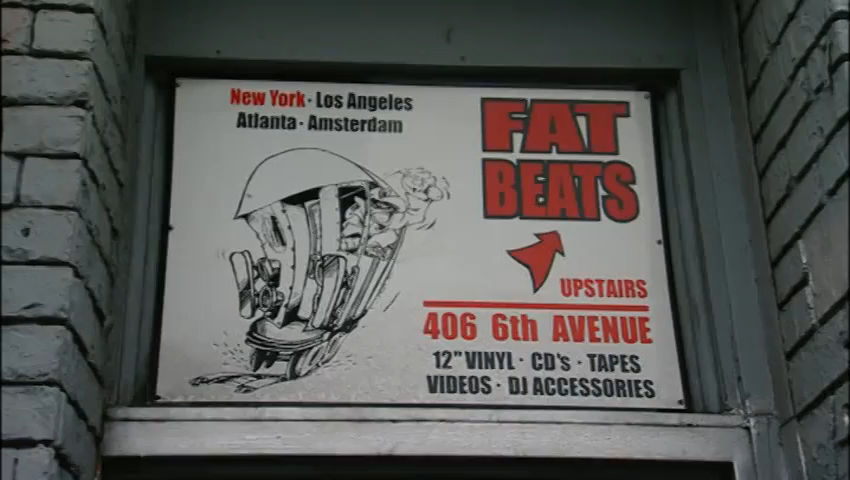 New York · Los Angeles
Atlanta · Amsterdam
FAT
BEATS
UPSTAIRS
406 6th AVENUE
12" VINYL · CD's · TAPES
VIDEOS · DJ ACCESSORIES